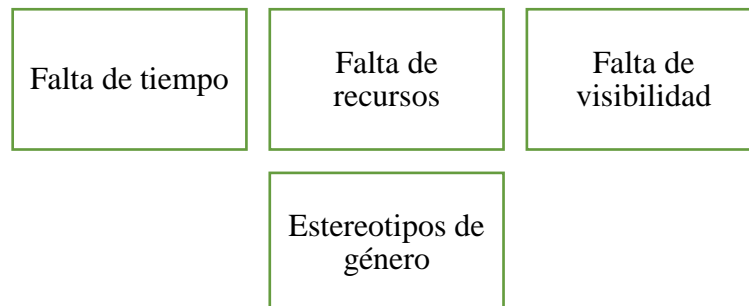 Falta de tiempo
Falta de
recursos
Falta de
visibilidad
Estereotipos de
género